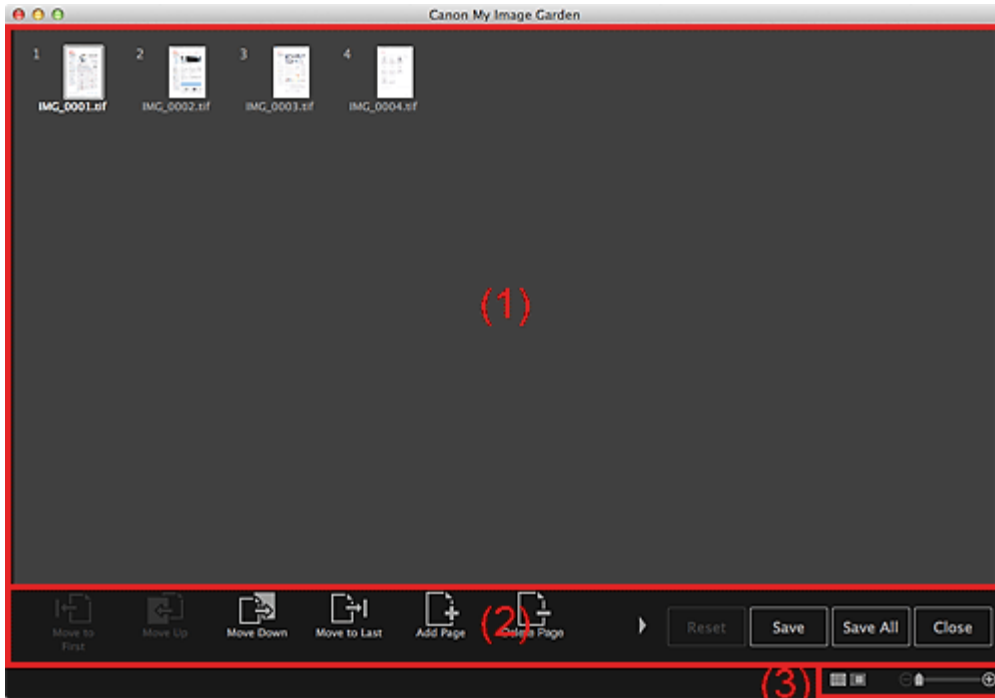 Canon My Image Garden
1 2 3 4
IMG_0001.tif IMG_0002.tif IMG_0003.tif IMG_0004.tif
(1)
Move to First Move Up Move Down Move to Last Add Page (2) Delete Page Reset Save Save All Close
(3)